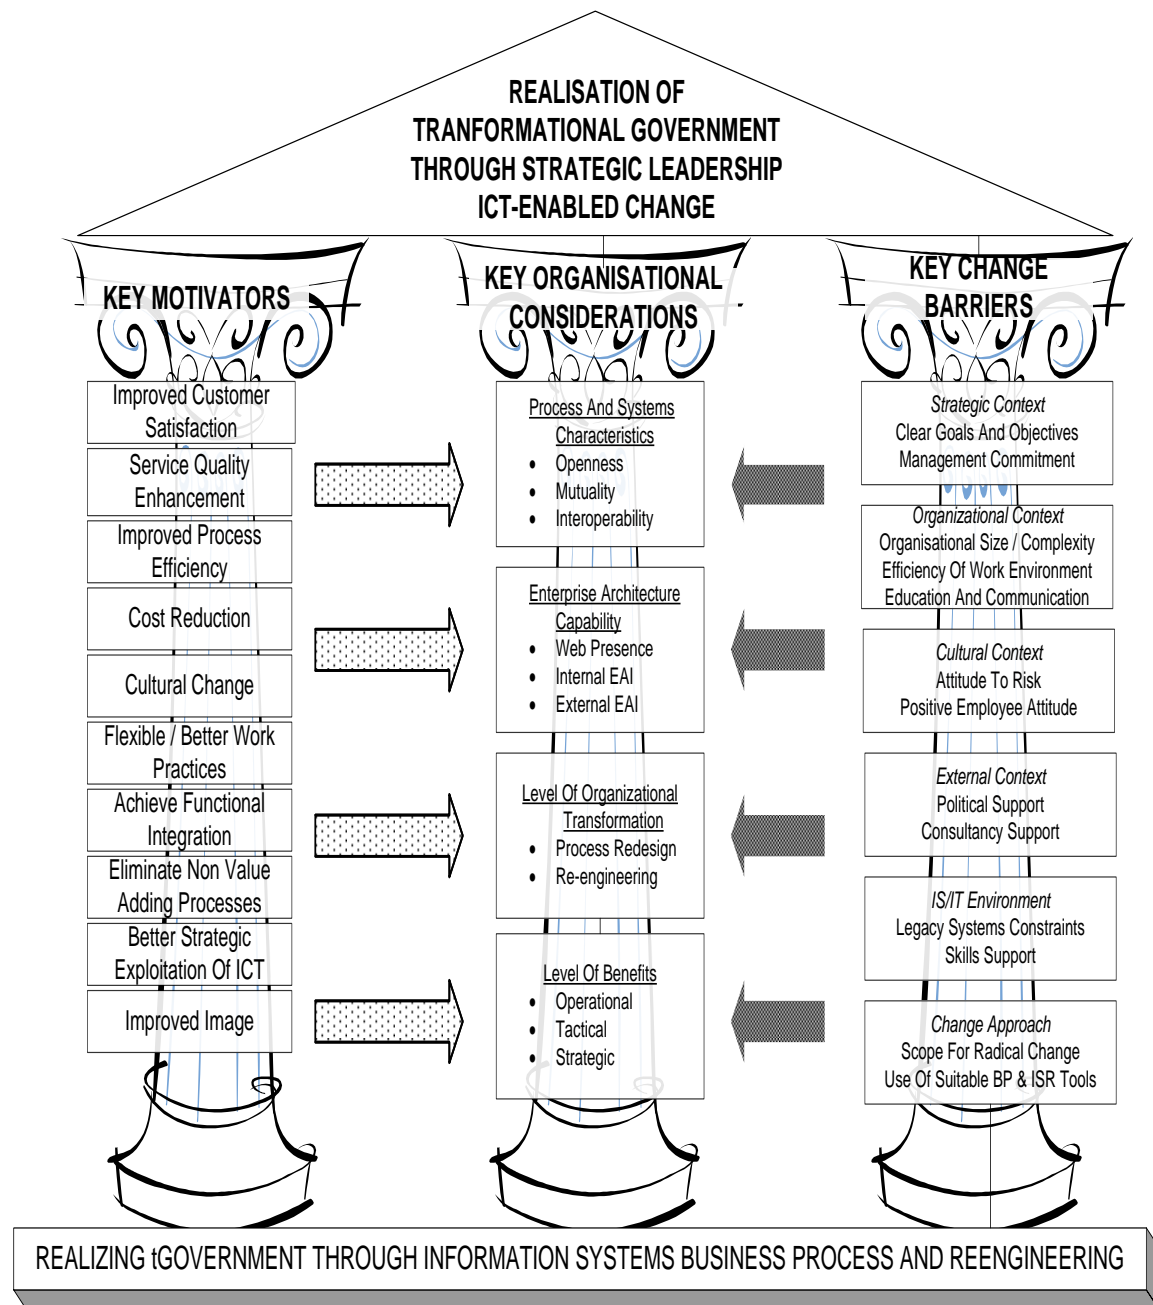 REALISATION OF
TRANFORMATIONAL GOVERNMENT
THROUGH STRATEGIC LEADERSHIP
ICT-ENABLED CHANGE
KEY MOTIVATORS
Improved Customer
Satisfaction
Service Quality
Enhancement
Improved Process
Efficiency
Cost Reduction
Cultural Change
Flexible / Better Work
Practices
Achieve Functional
Integration
Eliminate Non Value
Adding Processes
Better Strategic
Exploitation Of ICT
Improved Image
KEY ORGANISATIONAL
CONSIDERATIONS
Process And Systems
Characteristics
• Openness
• Mutuality
• Interoperability
Enterprise Architecture
Capability
• Web Presence
• Internal EAI
• External EAI
Level Of Organizational
Transformation
• Process Redesign
• Re-engineering
Level Of Benefits
• Operational
• Tactical
• Strategic
KEY CHANGE
BARRIERS
Strategic Context
Clear Goals And Objectives
Management Commitment
Organizational Context
Organisational Size / Complexity
Efficiency Of Work Environment
Education And Communication
Cultural Context
Attitude To Risk
Positive Employee Attitude
External Context
Political Support
Consultancy Support
IS/IT Environment
Legacy Systems Constraints
Skills Support
Change Approach
Scope For Radical Change
Use Of Suitable BP & ISR Tools
REALIZING tGOVERNMENT THROUGH INFORMATION SYSTEMS BUSINESS PROCESS AND REENGINEERING